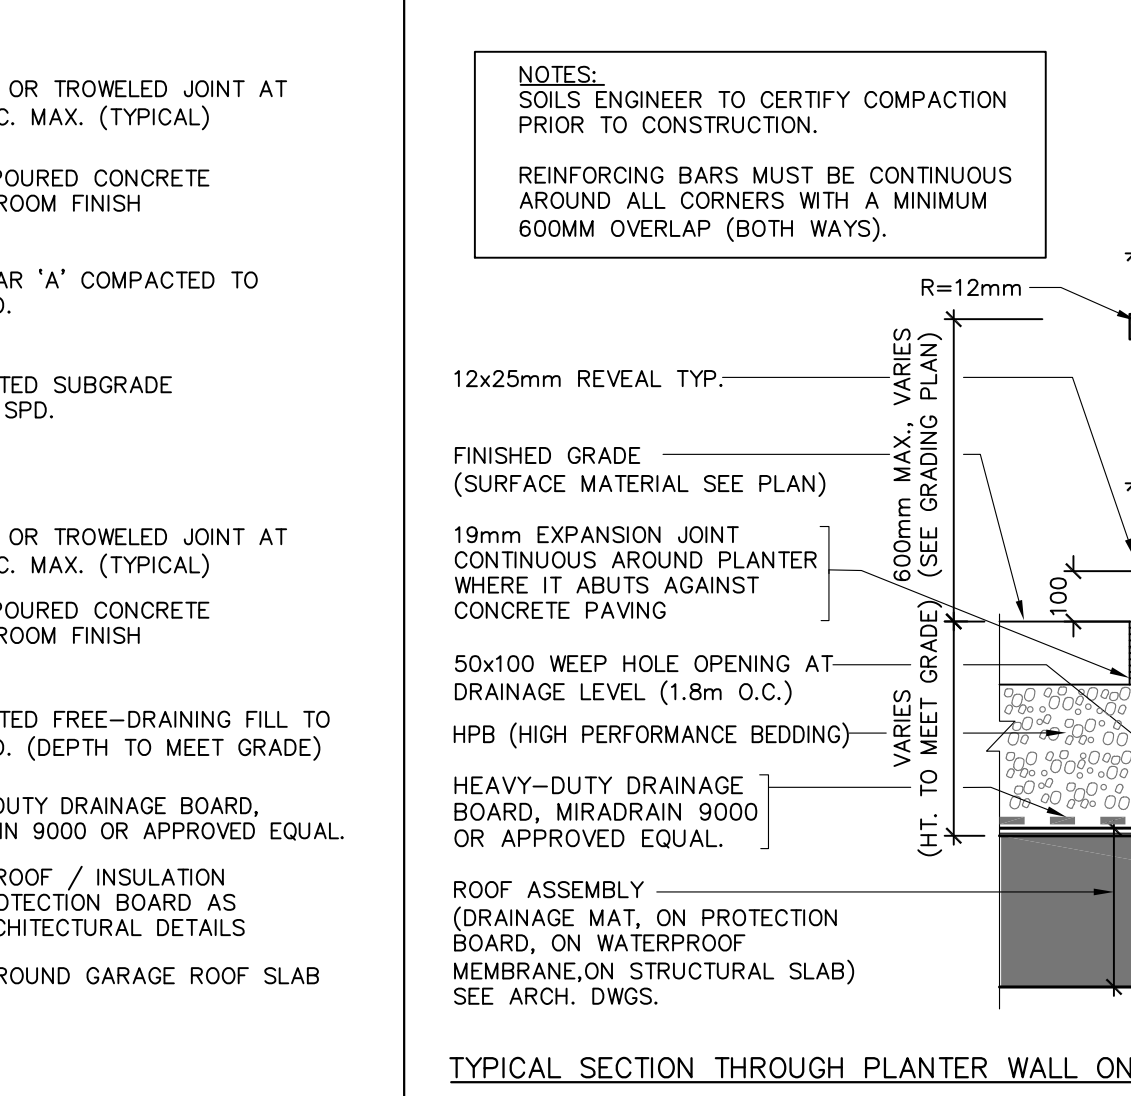 OR TROWELED JOINT AT
C. MAX. (TYPICAL)
POURED CONCRETE
ROOM FINISH
AR ‘A’ COMPACTED TO
D.
TED SUBGRADE
SPD.
OR TROWELED JOINT AT
C. MAX. (TYPICAL)
POURED CONCRETE
ROOM FINISH
TED FREE-DRAINING FILL TO
D. (DEPTH TO MEET GRADE)
DUTY DRAINAGE BOARD,
IN 9000 OR APPROVED EQUAL.
ROOF / INSULATION
OTECTION BOARD AS
CHITECTURAL DETAILS
ROUND GARAGE ROOF SLAB
NOTES:
SOILS ENGINEER TO CERTIFY COMPACTION
PRIOR TO CONSTRUCTION.
REINFORCING BARS MUST BE CONTINUOUS
AROUND ALL CORNERS WITH A MINIMUM
600MM OVERLAP (BOTH WAYS).
R=12mm
12x25mm REVEAL TYP.
FINISHED GRADE
(SURFACE MATERIAL SEE PLAN)
19mm EXPANSION JOINT
CONTINUOUS AROUND PLANTER
WHERE IT ABUTS AGAINST
CONCRETE PAVING
50x100 WEEP HOLE OPENING AT
DRAINAGE LEVEL (1.8m O.C.)
HPB (HIGH PERFORMANCE BEDDING)
HEAVY-DUTY DRAINAGE
BOARD, MIRADRAIN 9000
OR APPROVED EQUAL.
ROOF ASSEMBLY
(DRAINAGE MAT, ON PROTECTION
BOARD, ON WATERPROOF
MEMBRANE,ON STRUCTURAL SLAB)
SEE ARCH. DWGS.
600mm MAX., VARIES
(SEE GRADING PLAN)
VARIES
(HT. TO MEET GRADE)
100
TYPICAL SECTION THROUGH PLANTER WALL ON